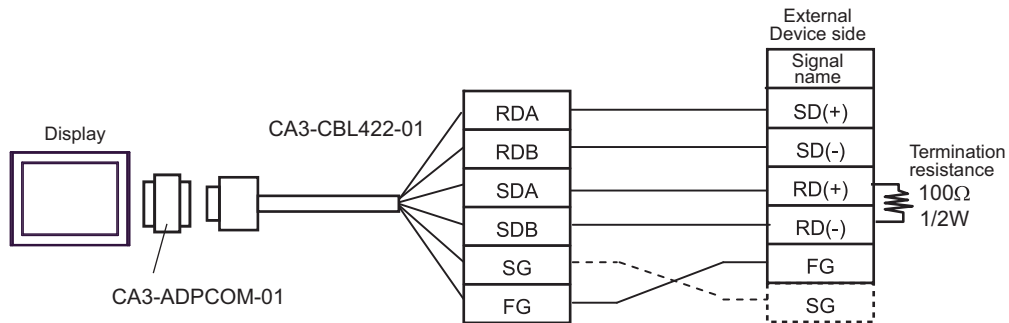 External
Device side
Signal
name
RDA
SD(+)
CA3-CBL422-01
Display
RDB
SD(-)
Termination
resistance
100Ω
1/2W
SDA
RD(+)
SDB
RD(-)
SG
FG
CA3-ADPCOM-01
FG
SG